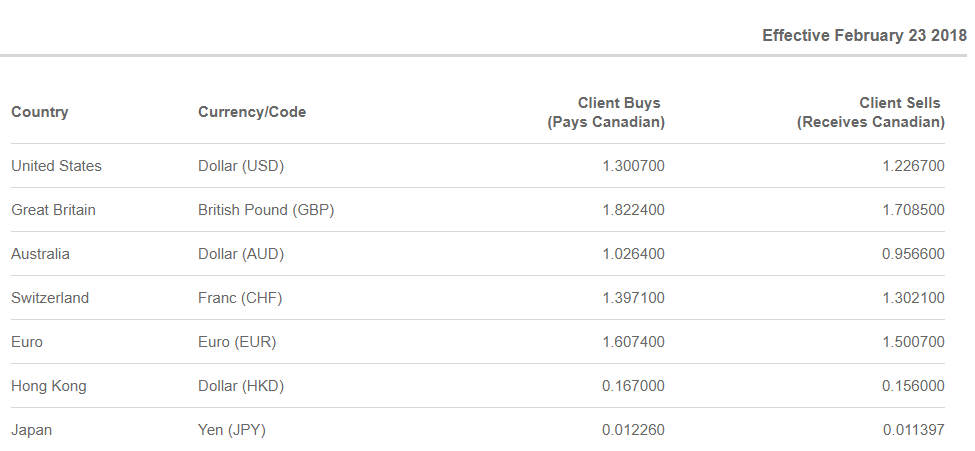 Effective February 23 2018
Country Currency/Code Client Buys (Pays Canadian) Client Sells (Receives Canadian)
United States Dollar (USD) 1.300700 1.226700
Great Britain British Pound (GBP) 1.822400 1.708500
Australia Dollar (AUD) 1.026400 0.956600
Switzerland Franc (CHF) 1.397100 1.302100
Euro Euro (EUR) 1.607400 1.500700
Hong Kong Dollar (HKD) 0.167000 0.156000
Japan Yen (JPY) 0.012260 0.011397